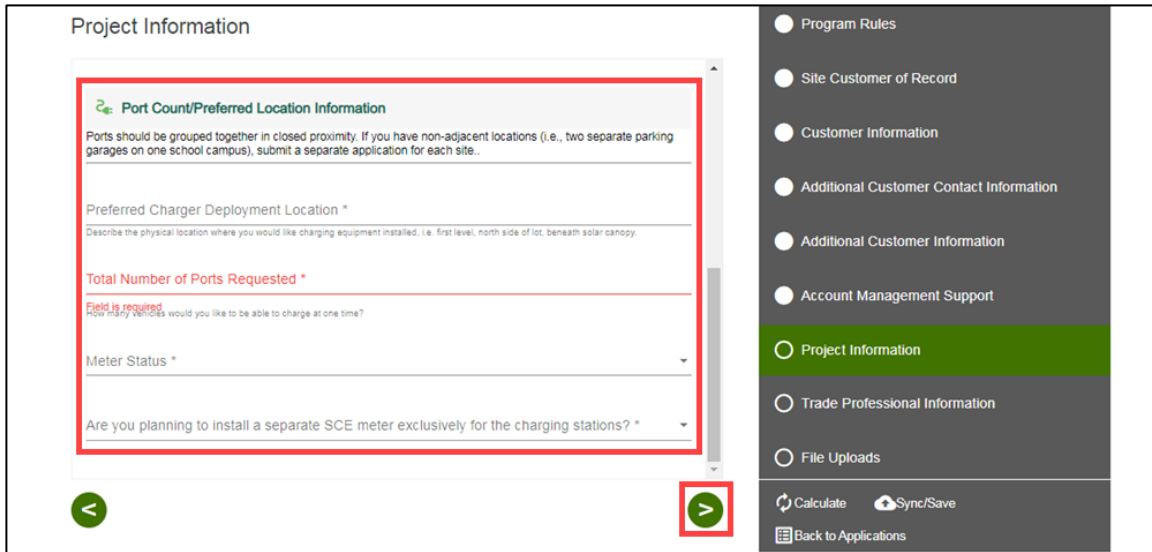 Project Information
Port Count/Preferred Location Information
Ports should be grouped together in closed proximity. If you have non-adjacent locations (i.e., two separate parking
garages on one school campus), submit a separate application for each site..
Preferred Charger Deployment Location *
Describe the physical location where you would like charging equipment installed, i.e. first level, north side of lot, beneath solar canopy.
Total Number of Ports Requested *
Field is required
How many vehicles would you like to be able to charge at one time?
Meter Status *
Are you planning to install a separate SCE meter exclusively for the charging stations? *
<
>
Program Rules
Site Customer of Record
Customer Information
Additional Customer Contact Information
Additional Customer Information
Account Management Support
Project Information
Trade Professional Information
File Uploads
Calculate Sync/Save
Back to Applications